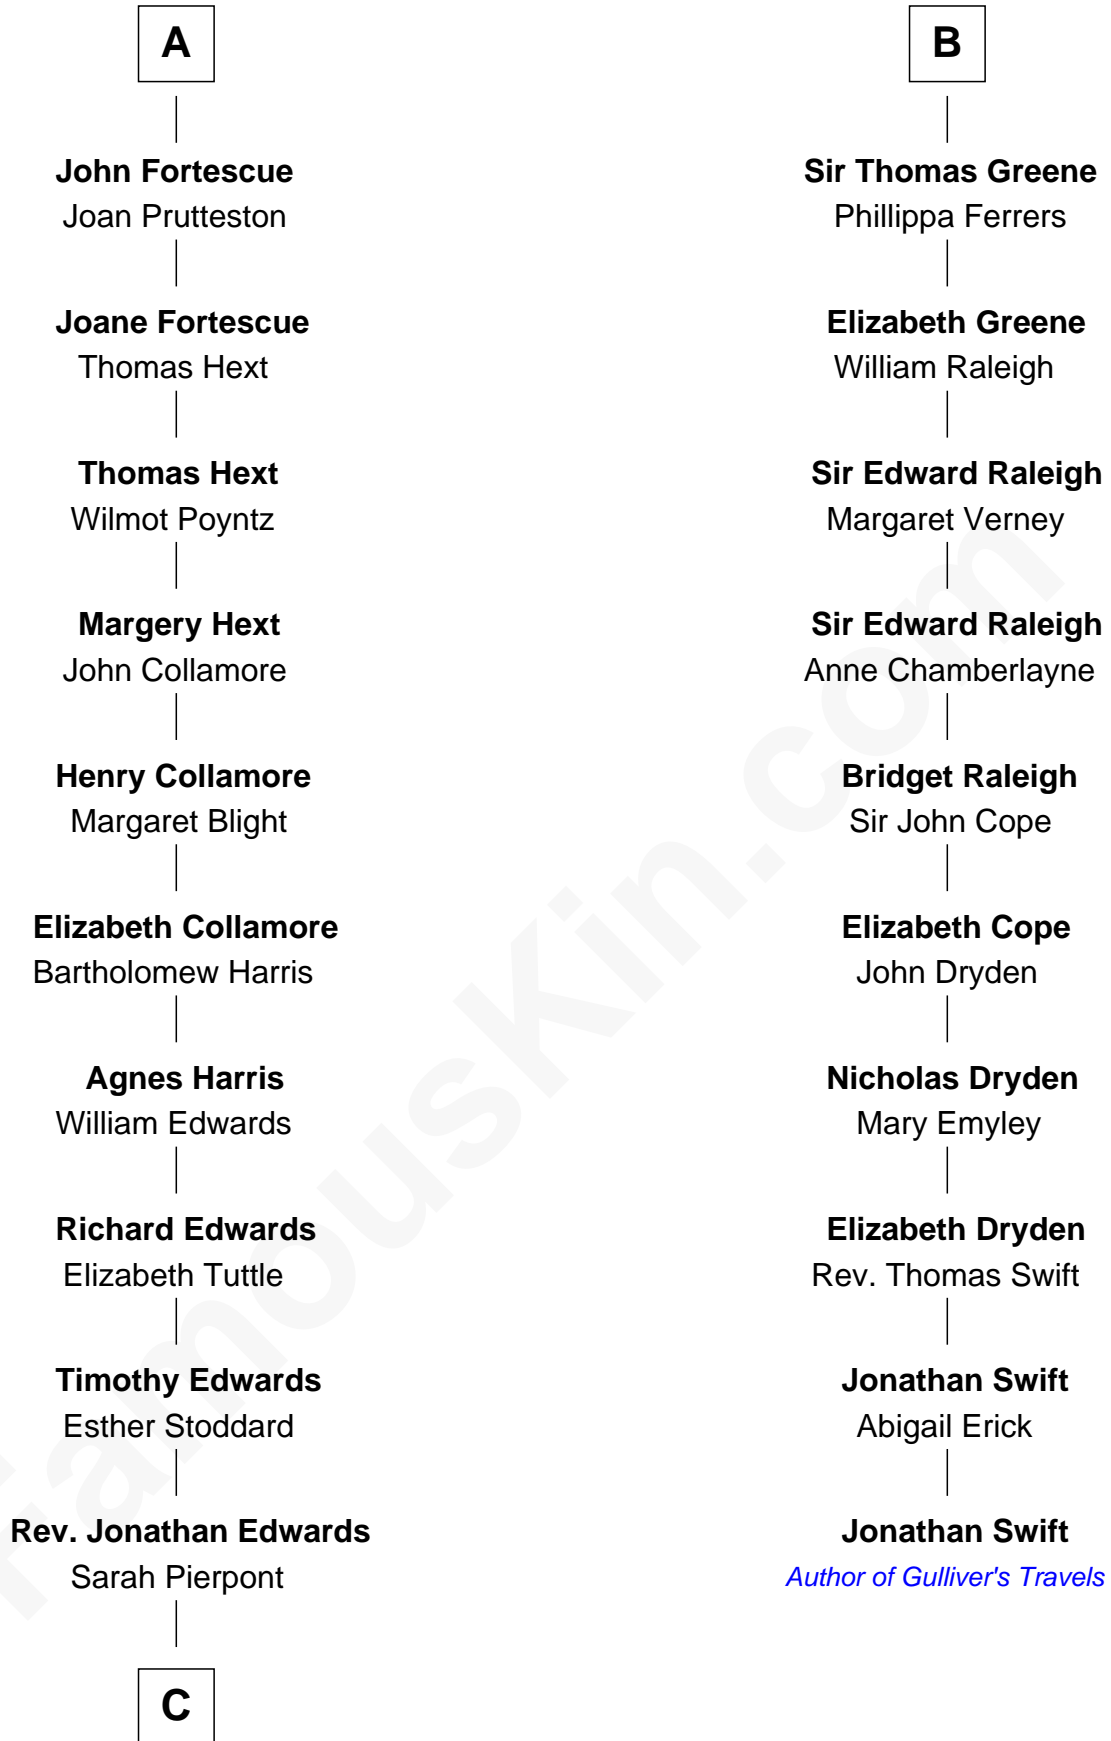 A
John Fortescue
Joan Prutteston
Joane Fortescue
Thomas Hext
Thomas Hext
Wilmot Poyntz
Margery Hext
John Collamore
Henry Collamore
Margaret Blight
Elizabeth Collamore
Bartholomew Harris
Agnes Harris
William Edwards
Richard Edwards
Elizabeth Tuttle
Timothy Edwards
Esther Stoddard
Rev. Jonathan Edwards
Sarah Pierpont
C
B
Sir Thomas Greene
Phillippa Ferrers
Elizabeth Greene
William Raleigh
Sir Edward Raleigh
Margaret Verney
Sir Edward Raleigh
Anne Chamberlayne
Bridget Raleigh
Sir John Cope
Elizabeth Cope
John Dryden
Nicholas Dryden
Mary Emyley
Elizabeth Dryden
Rev. Thomas Swift
Jonathan Swift
Abigail Erick
Jonathan Swift
Author of Gulliver's Travels
FamousKin.com